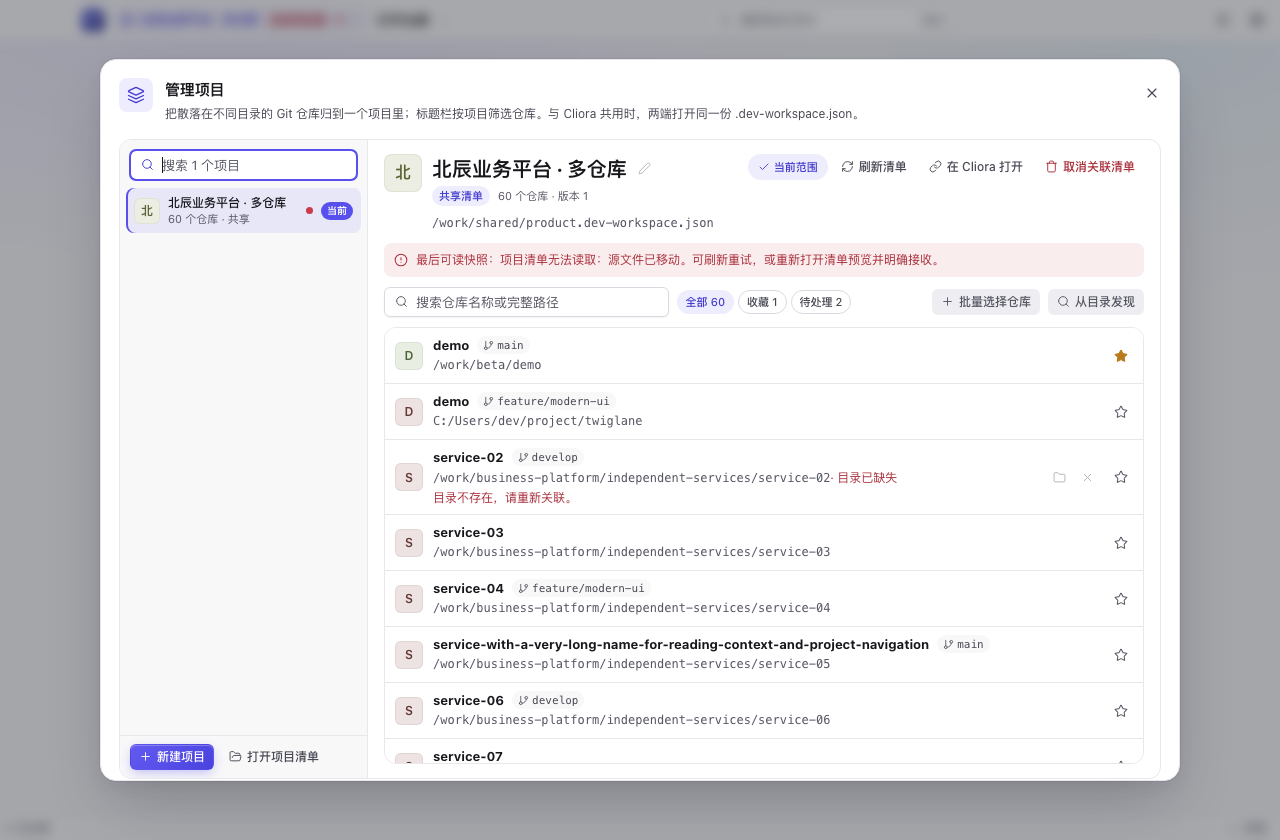 管理项目
把散落在不同目录的 Git 仓库归到一个项目里；标题栏按项目筛选仓库。与 Cliora 共用时，两端打开同一份 .dev-workspace.json。
搜索 1 个项目
北
北辰业务平台 · 多仓库
60 个仓库 · 共享
当前
新建项目
打开项目清单
北
北辰业务平台 · 多仓库
当前范围
刷新清单
在 Cliora 打开
取消关联清单
共享清单
60 个仓库 · 版本 1
/work/shared/product.dev-workspace.json
最后可读快照：项目清单无法读取：源文件已移动。可刷新重试，或重新打开清单预览并明确接收。
搜索仓库名称或完整路径
全部 60
收藏 1
待处理 2
批量选择仓库
从目录发现
D
demo
main
/work/beta/demo
D
demo
feature/modern-ui
C:/Users/dev/project/twiglane
S
service-02
develop
/work/business-platform/independent-services/service-02· 目录已缺失
目录不存在，请重新关联。
S
service-03
/work/business-platform/independent-services/service-03
S
service-04
feature/modern-ui
/work/business-platform/independent-services/service-04
S
service-with-a-very-long-name-for-reading-context-and-project-navigation
main
/work/business-platform/independent-services/service-05
S
service-06
develop
/work/business-platform/independent-services/service-06
service-07